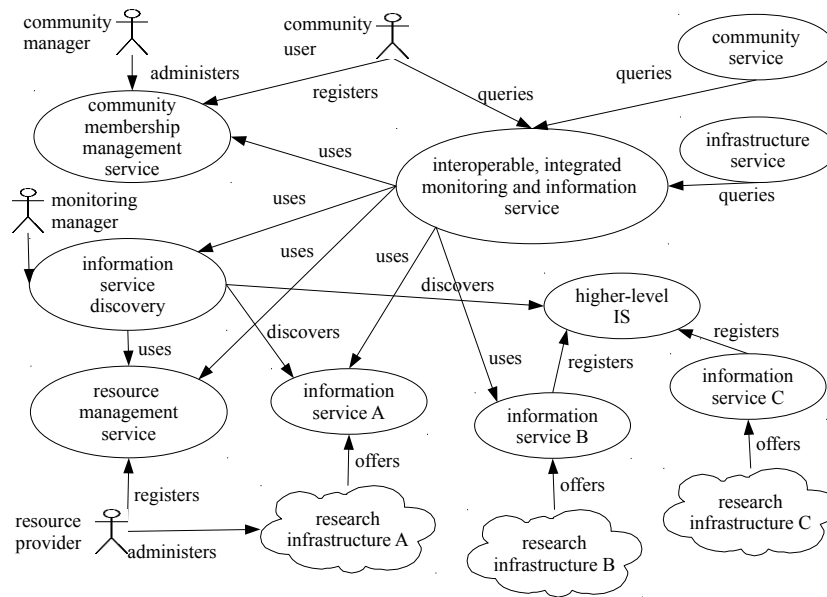 community
manager
community
user
community
service
administers
registers
queries
queries
community
membership
management
service
infrastructure
service
uses
interoperable, integrated
monitoring and information
service
queries
monitoring
manager
uses
uses
uses
information
service
discovery
discovers
higher-level
IS
discovers
registers
uses
uses
registers
resource
management
service
information
service A
information
service B
information
service C
offers
offers
offers
registers
resource
provider
administers
research
infrastructure A
research
infrastructure B
research
infrastructure C